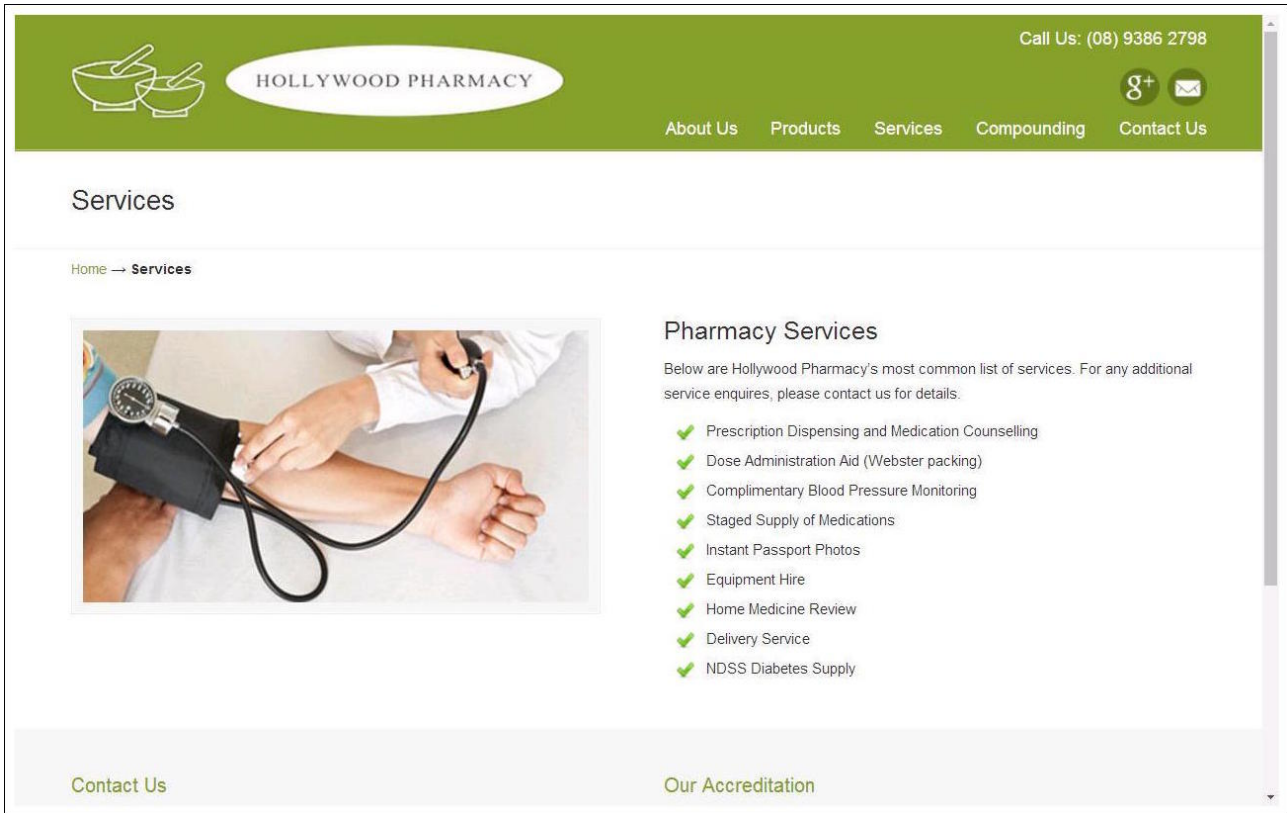 Call Us: (08) 9386 2798
HOLLYWOOD PHARMACY
g+
About Us Products Services Compounding Contact Us
Services
Home → Services
Pharmacy Services
Below are Hollywood Pharmacy's most common list of services. For any additional
service enquires, please contact us for details.
Prescription Dispensing and Medication Counselling
Dose Administration Aid (Webster packing)
Complimentary Blood Pressure Monitoring
Staged Supply of Medications
Instant Passport Photos
Equipment Hire
Home Medicine Review
Delivery Service
NDSS Diabetes Supply
Contact Us Our Accreditation